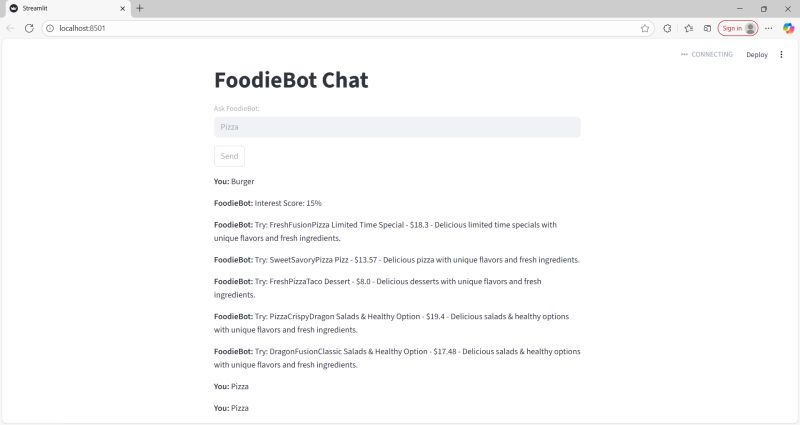 Streamlit
localhost:8501
Sign in
CONNECTING
Deploy
FoodieBot Chat
Ask FoodieBot:
Pizza
Send
You: Burger
FoodieBot: Interest Score: 15%
FoodieBot: Try: FreshFusionPizza Limited Time Special - $18.3 - Delicious limited time specials with
unique flavors and fresh ingredients.
FoodieBot: Try: SweetSavoryPizza Pizz - $13.57 - Delicious pizza with unique flavors and fresh ingredients.
FoodieBot: Try: FreshPizzaTaco Dessert - $8.0 - Delicious desserts with unique flavors and fresh
ingredients.
FoodieBot: Try: PizzaCrispyDragon Salads & Healthy Option - $19.4 - Delicious salads & healthy options
with unique flavors and fresh ingredients.
FoodieBot: Try: DragonFusionClassic Salads & Healthy Option - $17.48 - Delicious salads & healthy options
with unique flavors and fresh ingredients.
You: Pizza
You: Pizza